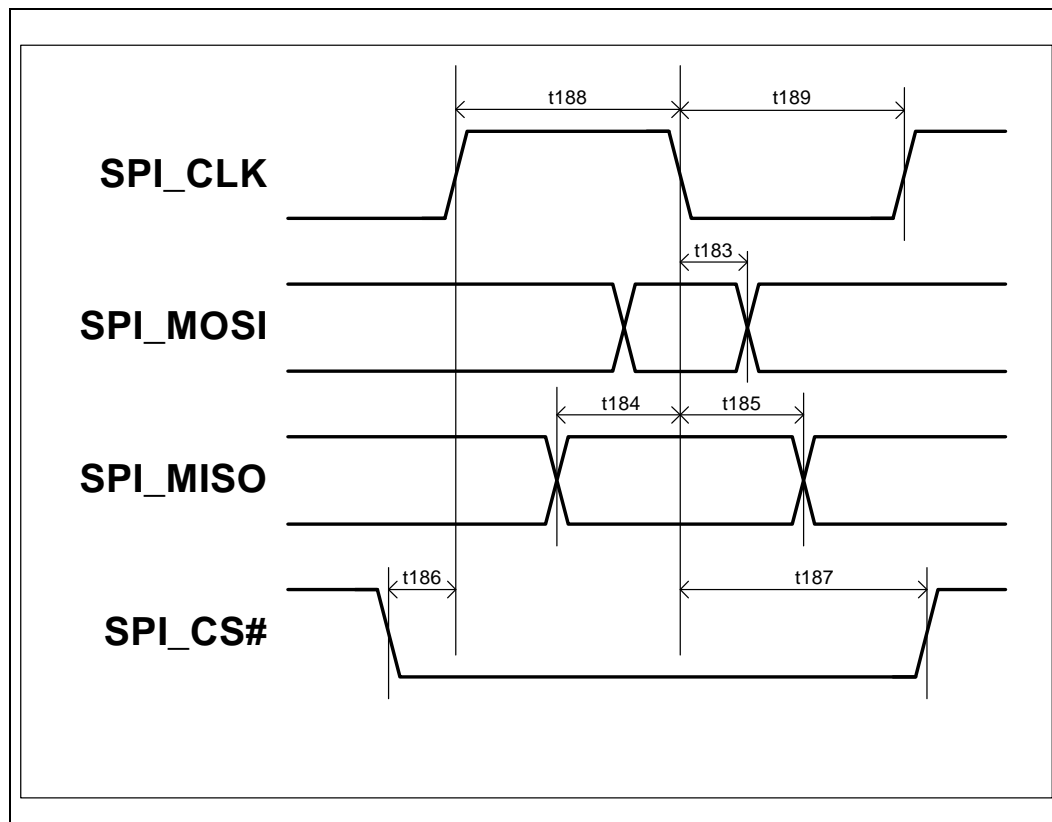 t188
t189
SPI_CLK
t183
SPI_MOSI
t184
t185
SPI_MISO
t186
t187
SPI_CS#